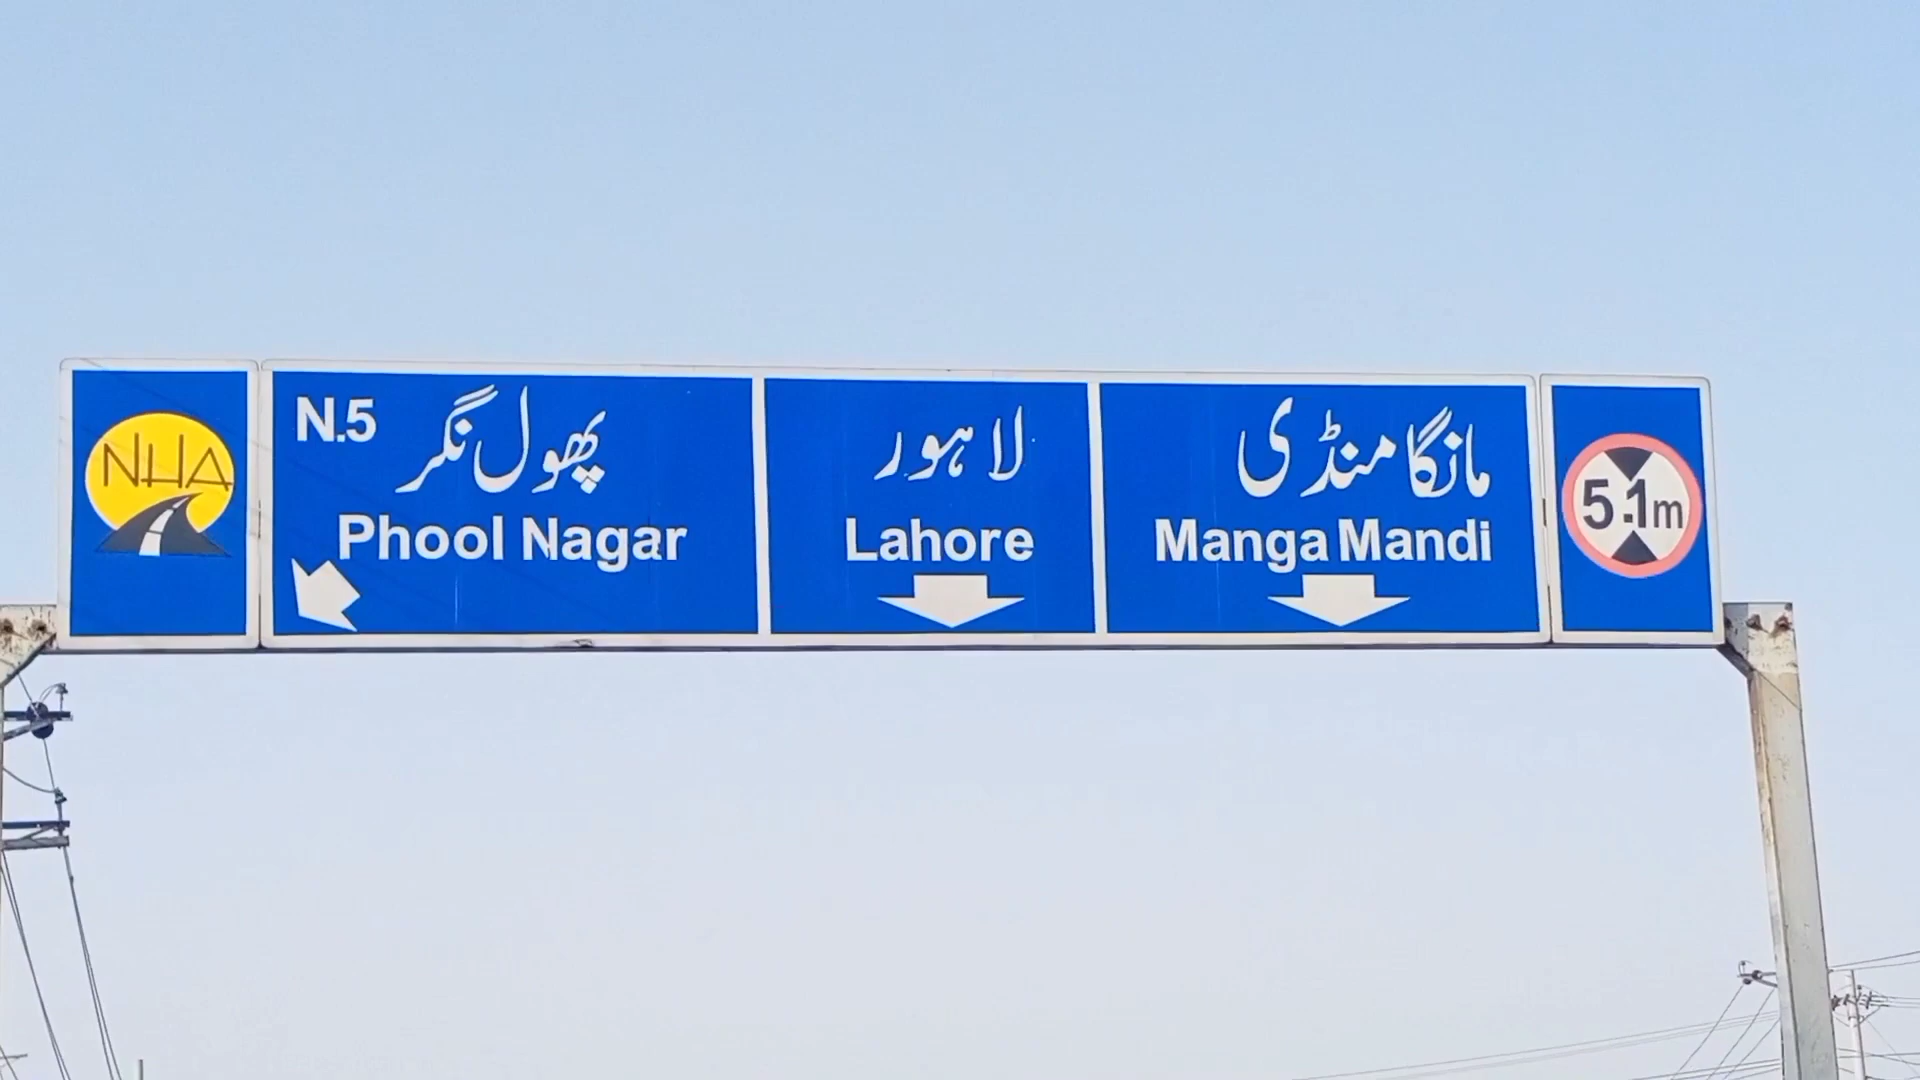 NHA
N.5
پھول نگر
Phool Nagar
لاہور
Lahore
مانگا منڈی
Manga Mandi
5.1m